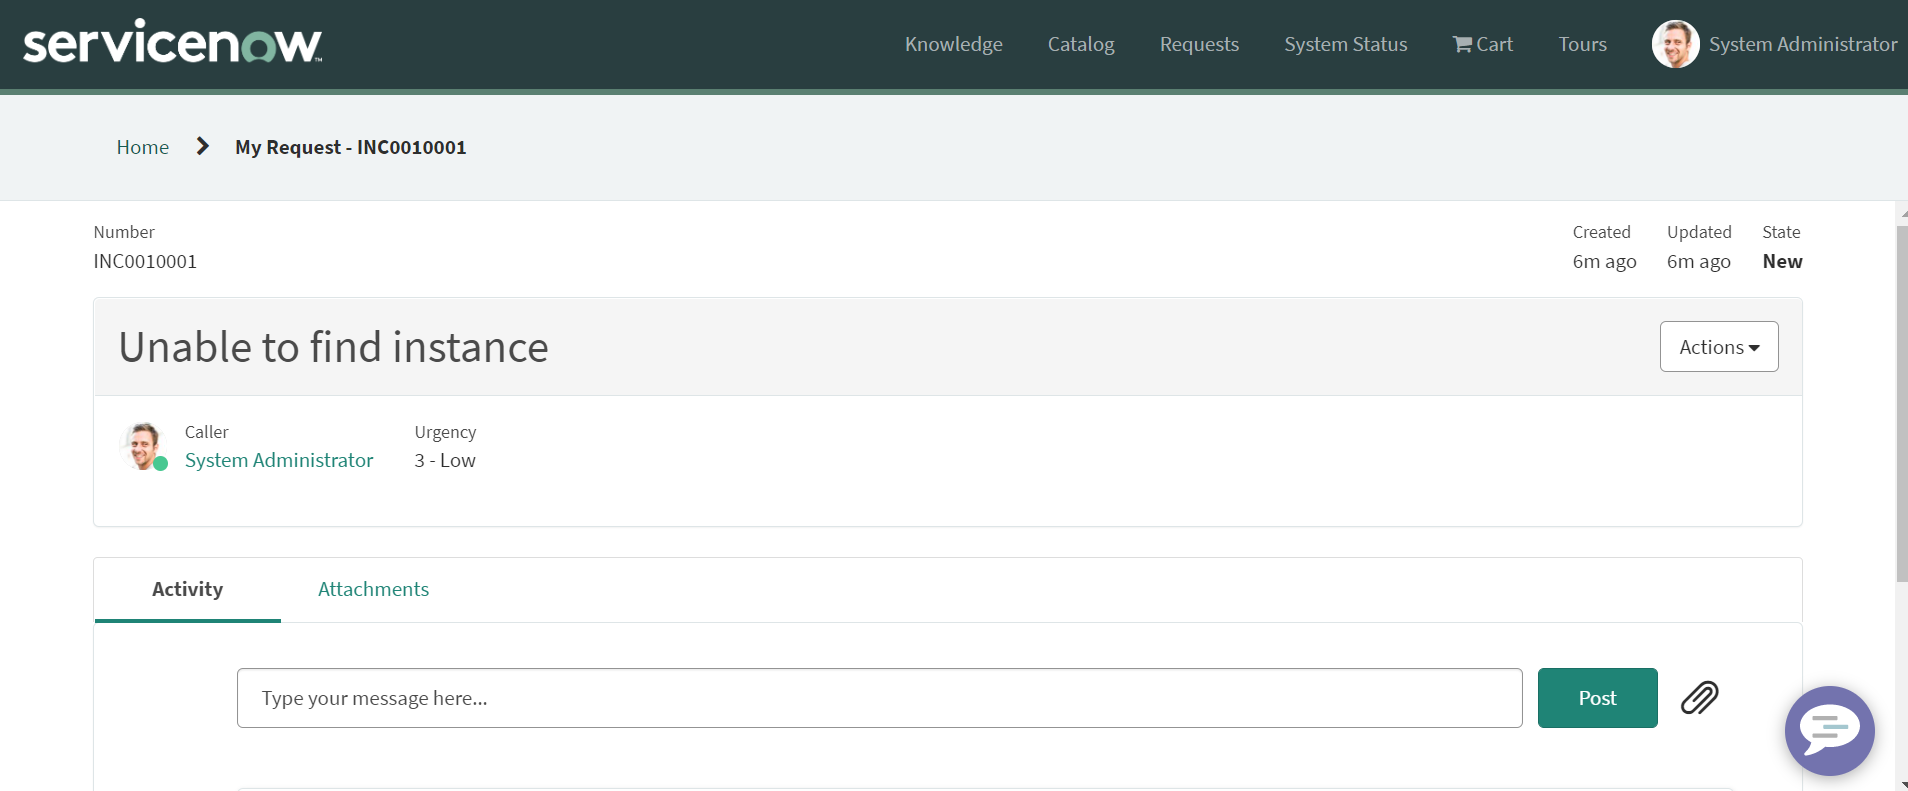 servicenow™
Knowledge Catalog Requests System Status Cart Tours System Administrator
Home My Request - INC0010001
Number
INC0010001
Created Updated State
6m ago 6m ago New
Unable to find instance
Actions
Caller Urgency
System Administrator 3 - Low
Activity Attachments
Type your message here...
Post